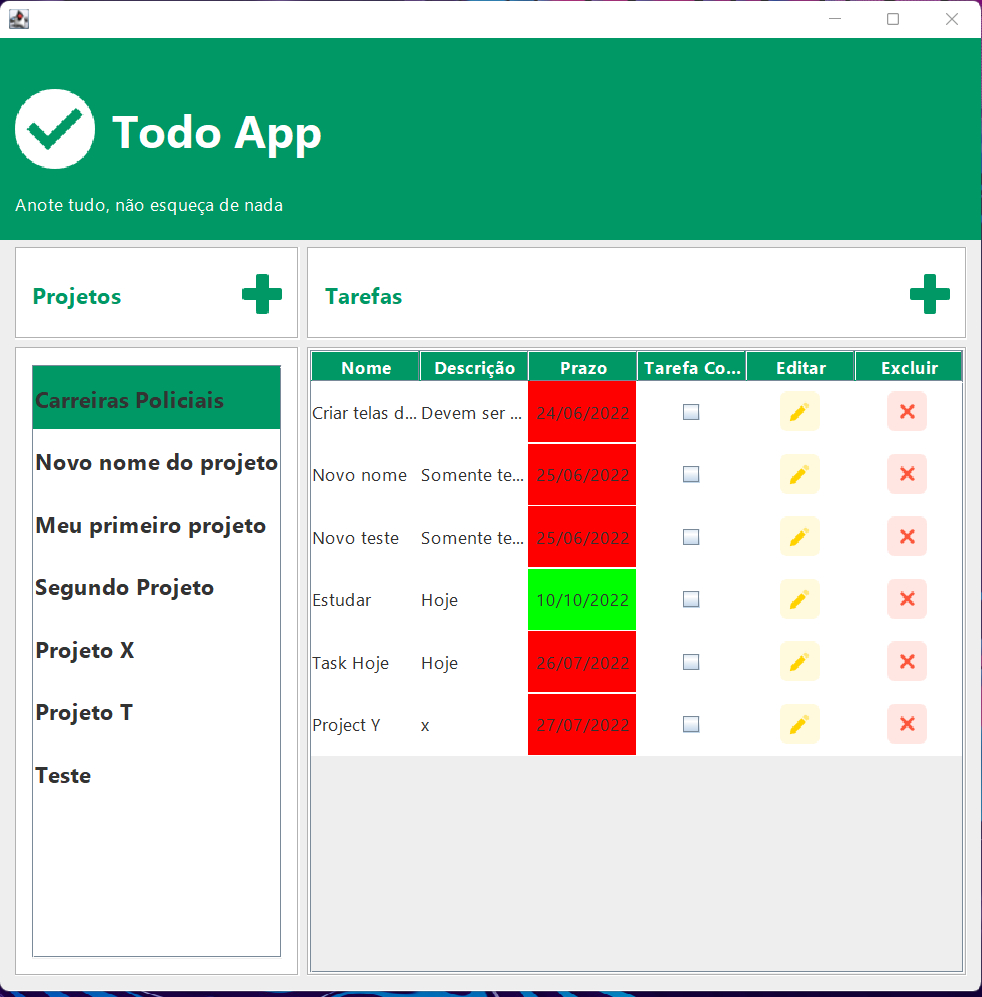 Todo App
Anote tudo, não esqueça de nada
Projetos
Tarefas
Carreiras Policiais
Novo nome do projeto
Meu primeiro projeto
Segundo Projeto
Projeto X
Projeto T
Teste
Nome Descrição Prazo Tarefa Co... Editar Excluir
Criar telas d... Devem ser ... 24/06/2022
Novo nome Somente te... 25/06/2022
Novo teste Somente te... 25/06/2022
Estudar Hoje 10/10/2022
Task Hoje Hoje 26/07/2022
Project Y x 27/07/2022